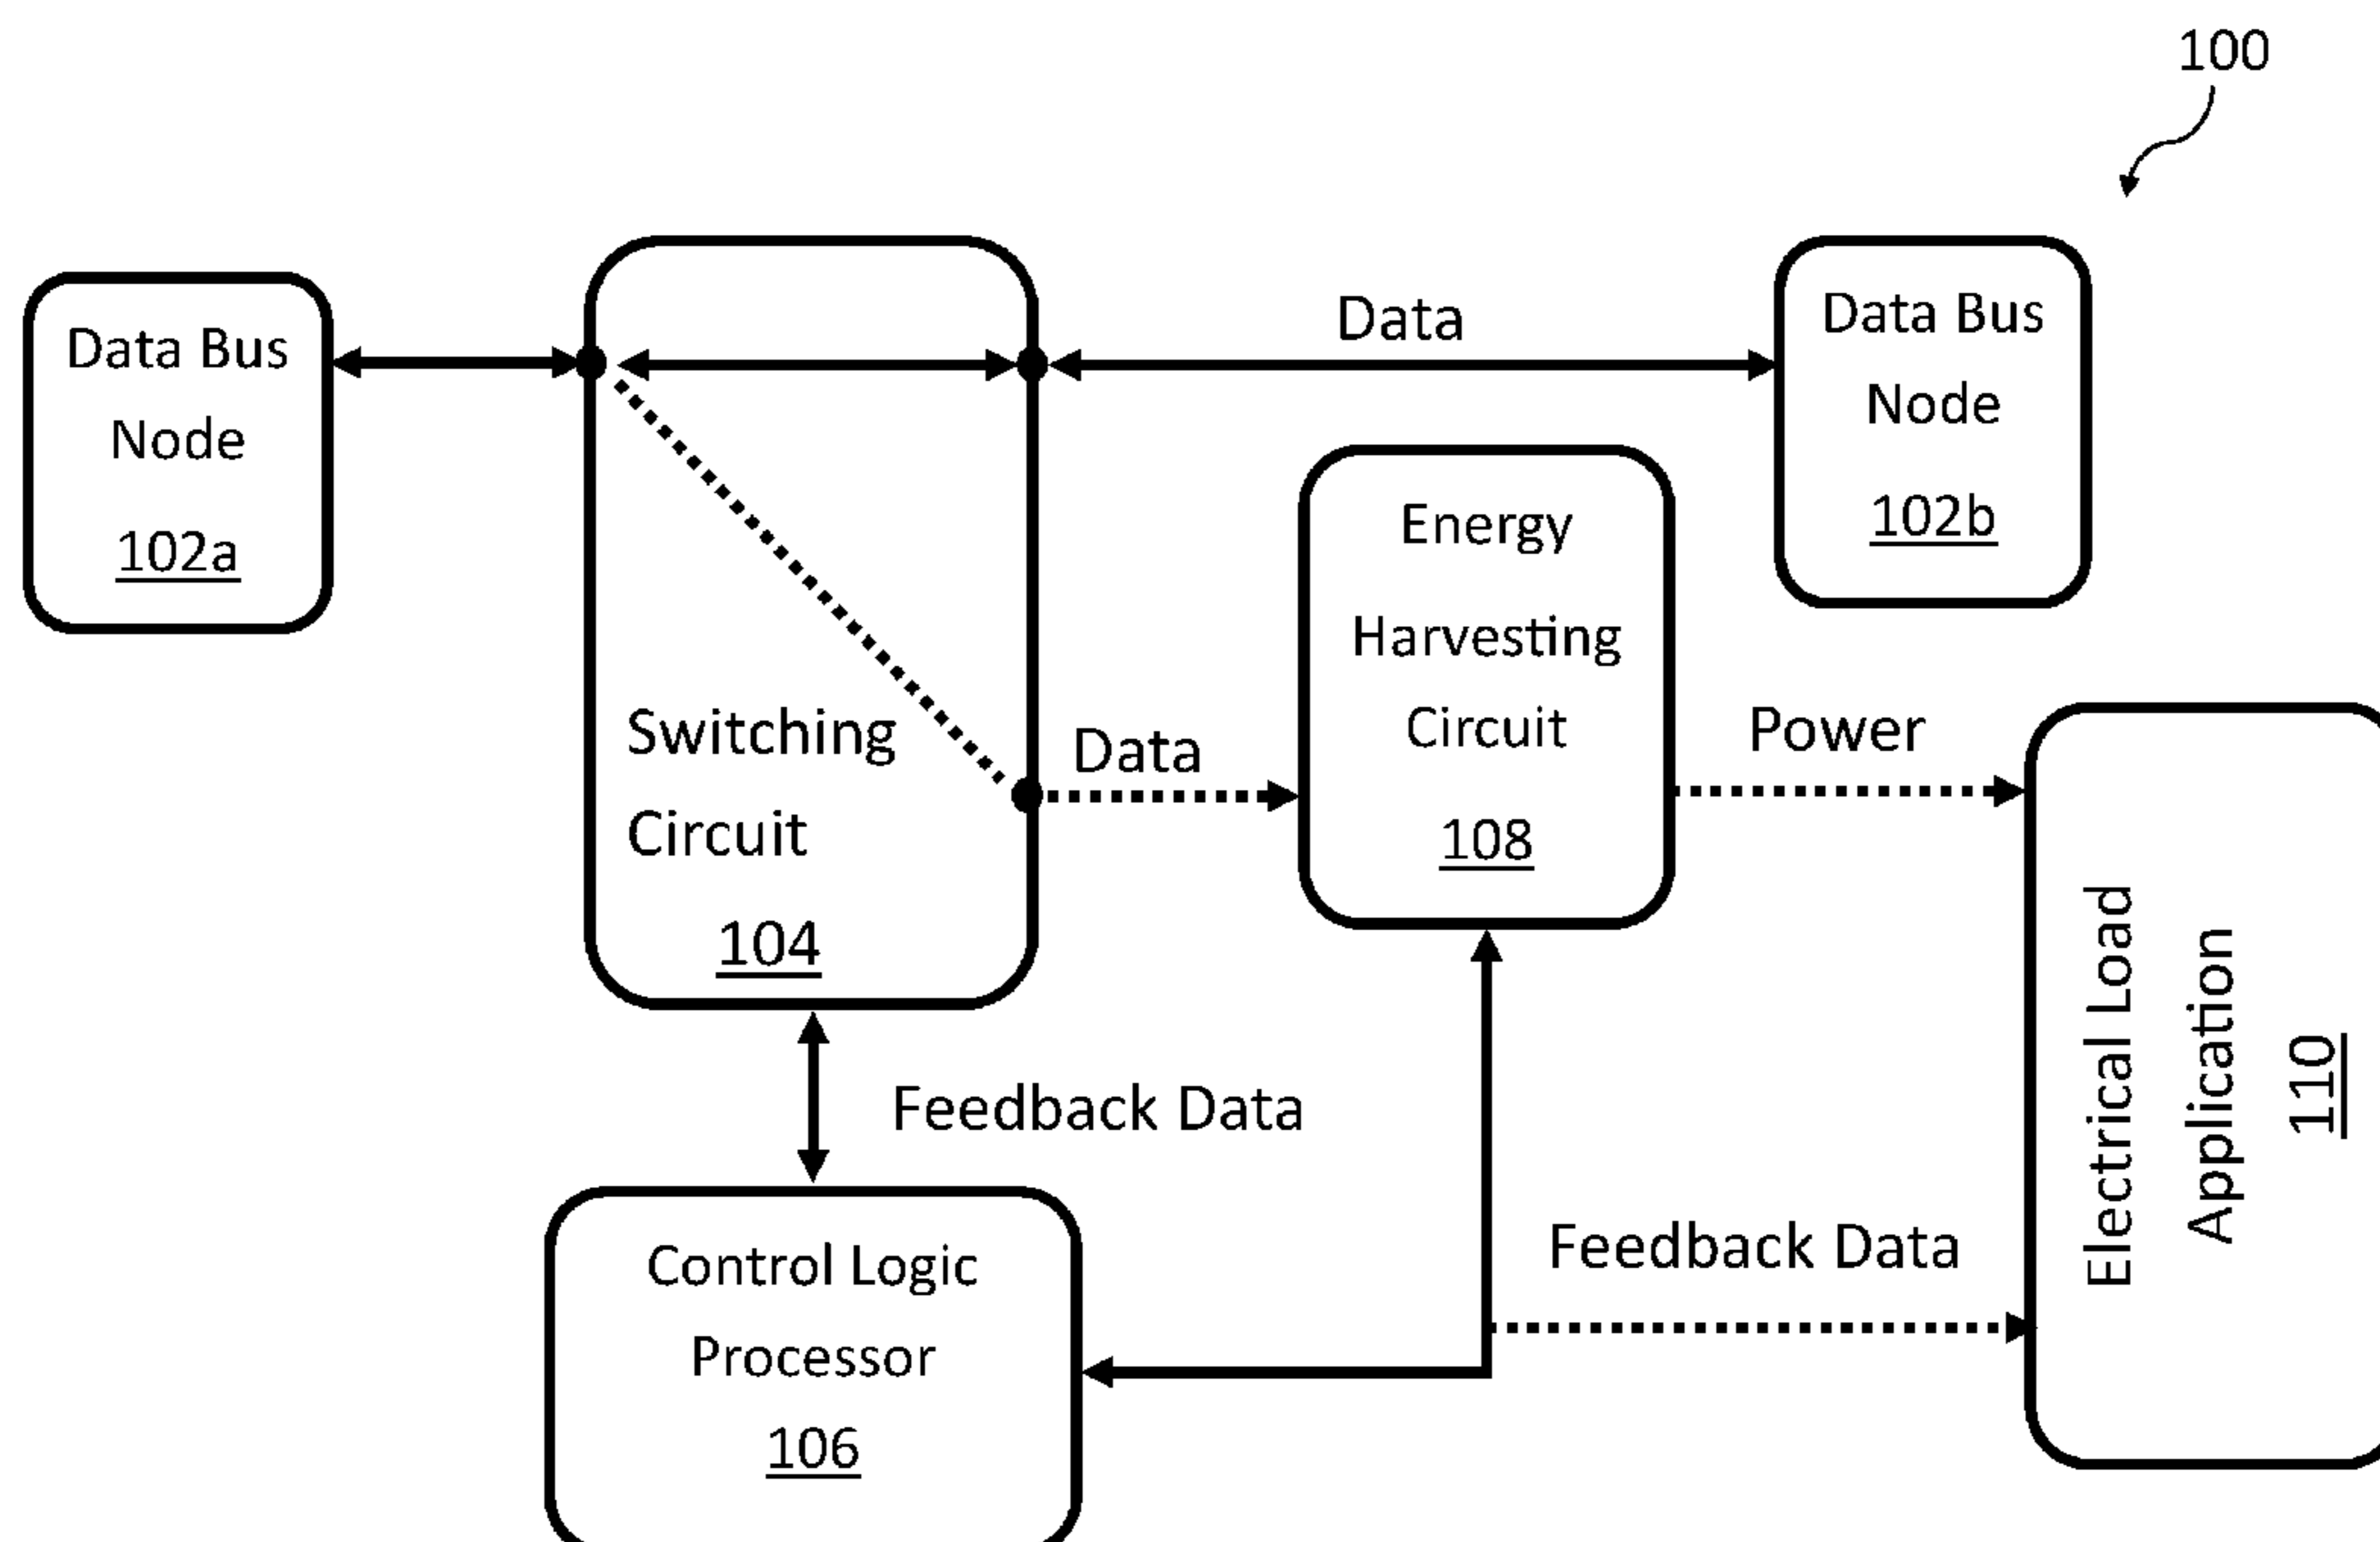 100
Data Bus
Node
102a
Data
Data Bus
Node
102b
Switching
Circuit
104
Data
Energy
Harvesting
Circuit
108
Power
Electrical Load
Application
110
Feedback Data
Control Logic
Processor
106
Feedback Data